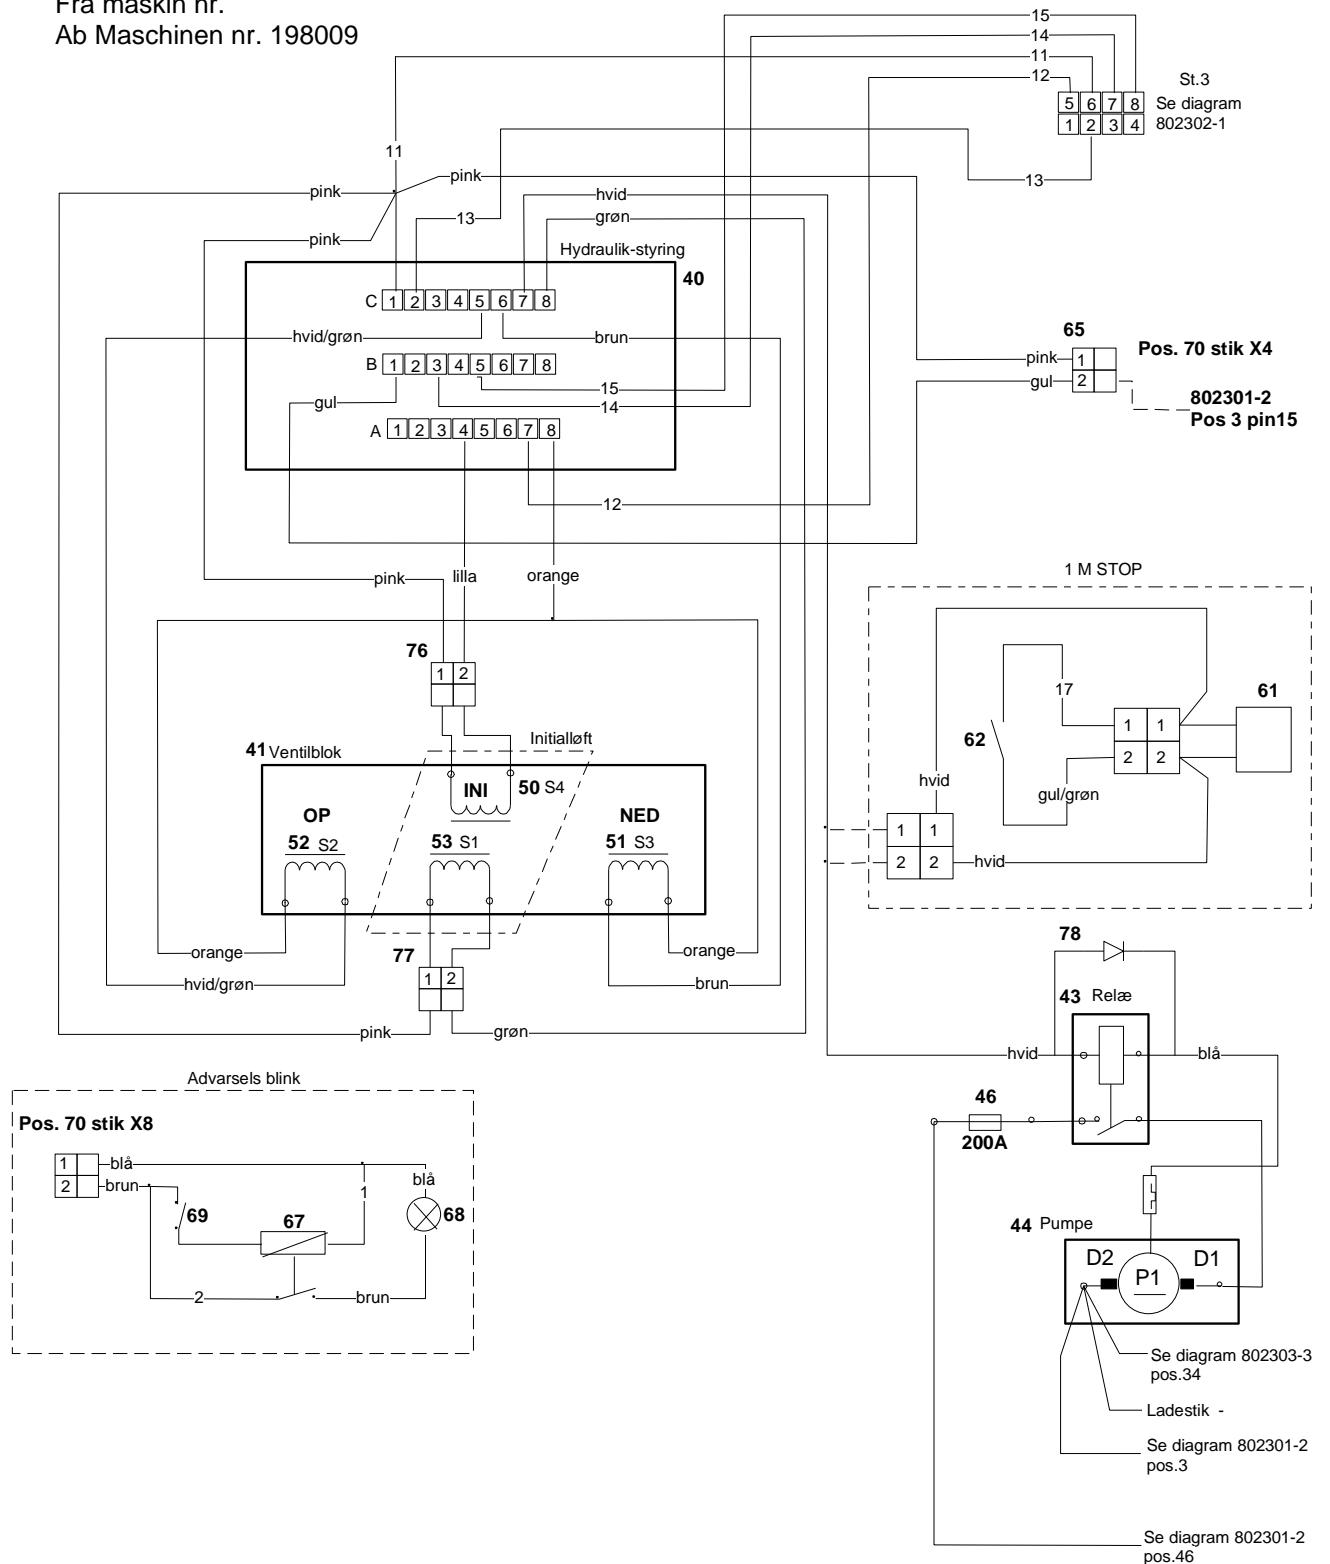 Fra maskin nr.
Ab Maschinen nr. 198009
15
14
11
12
St.3
5 6 7 8
Se diagram
1 2 3 4
802302-1
11
13
pink
pink
hvid
13
grøn
pink
Hydraulik-styring
40
C 1 2 3 4 5 6 7 8
hvid/grøn
brun
65
Pos. 70 stik X4
B 1 2 3 4 5 6 7 8
pink
1
15
gul
2
gul
14
802301-2
Pos 3 pin15
A 1 2 3 4 5 6 7 8
12
pink
lilla
orange
1 M STOP
76
1 2
17
61
62
1 1
2 2
41 Ventilblok
Initialløft
hvid
gul/grøn
INI
50 S4
OP
NED
52 S2
53 S1
51 S3
1 1
2 2
hvid
orange
77
orange
78
hvid/grøn
1 2
brun
43 Relæ
pink
grøn
hvid
blå
Advarsels blink
46
200A
Pos. 70 stik X8
1
blå
2
brun
blå
1
69
67
68
44 Pumpe
D2
P1
D1
2
brun
Se diagram 802303-3
pos.34
Ladestik -
Se diagram 802301-2
pos.3
Se diagram 802301-2
pos.46